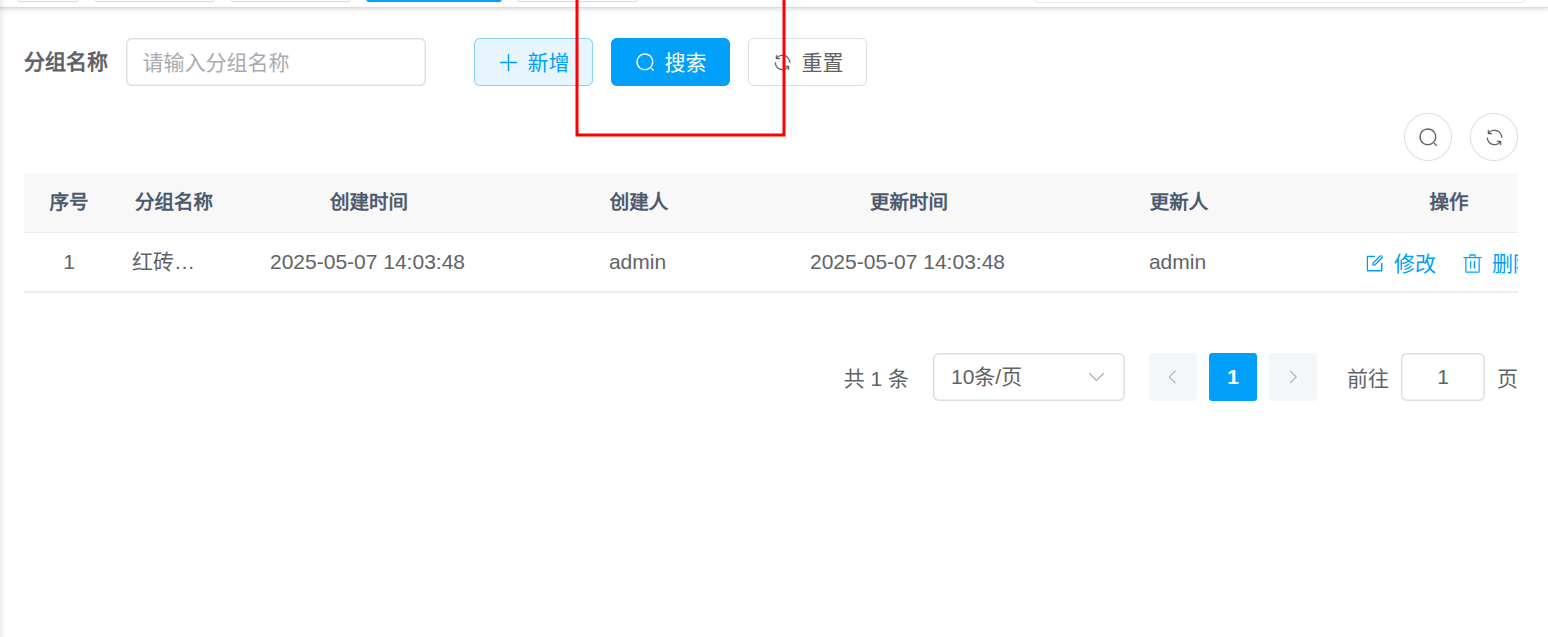 分组名称 请输入分组名称 新增 搜索 重置
序号 分组名称 创建时间 创建人 更新时间 更新人 操作
1 红砖... 2025-05-07 14:03:48 admin 2025-05-07 14:03:48 admin 修改 删
共 1 条 10条/页 1 前往 1 页